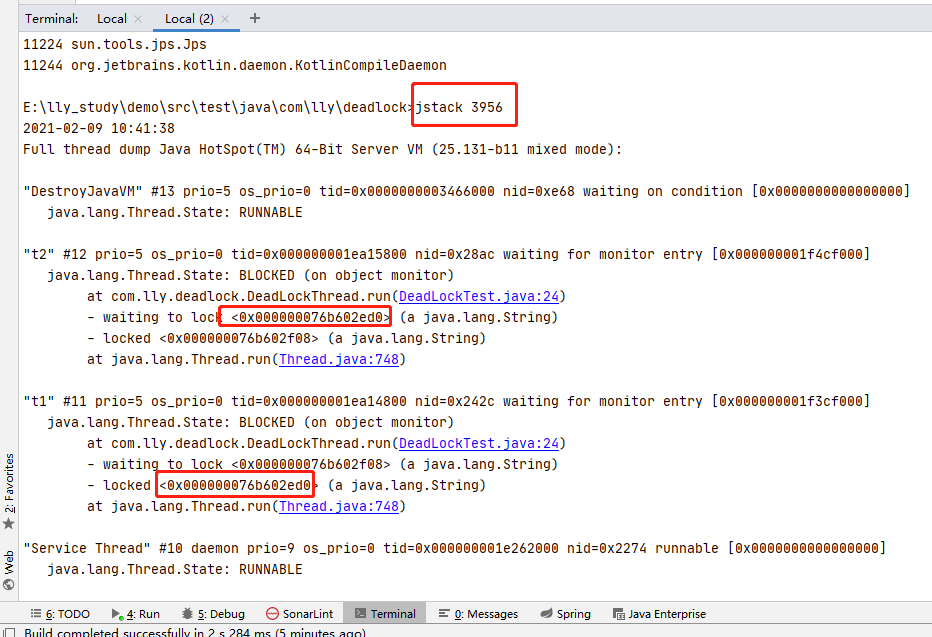 Terminal: Local × Local (2) × +
11224 sun.tools.jps.Jps
11244 org.jetbrains.kotlin.daemon.KotlinCompileDaemon
E:\lly_study\demo\src\test\java\com\lly\deadlock>jstack 3956
2021-02-09 10:41:38
Full thread dump Java HotSpot(TM) 64-Bit Server VM (25.131-b11 mixed mode):
"DestroyJavaVM" #13 prio=5 os_prio=0 tid=0x0000000003466000 nid=0xe68 waiting on condition [0x0000000000000000]
java.lang.Thread.State: RUNNABLE
"t2" #12 prio=5 os_prio=0 tid=0x000000001ea15800 nid=0x28ac waiting for monitor entry [0x000000001f4cf000]
java.lang.Thread.State: BLOCKED (on object monitor)
at com.lly.deadlock.DeadLockThread.run(DeadLockTest.java:24)
- waiting to lock <0x000000076b602ed0> (a java.lang.String)
- locked <0x000000076b602f08> (a java.lang.String)
at java.lang.Thread.run(Thread.java:748)
"t1" #11 prio=5 os_prio=0 tid=0x000000001ea14800 nid=0x242c waiting for monitor entry [0x000000001f3cf000]
java.lang.Thread.State: BLOCKED (on object monitor)
at com.lly.deadlock.DeadLockThread.run(DeadLockTest.java:24)
- waiting to lock <0x000000076b602f08> (a java.lang.String)
- locked <0x000000076b602ed0> (a java.lang.String)
at java.lang.Thread.run(Thread.java:748)
"Service Thread" #10 daemon prio=9 os_prio=0 tid=0x000000001e262000 nid=0x2274 runnable [0x0000000000000000]
java.lang.Thread.State: RUNNABLE
2: Favorites
Web
6: TODO 4: Run 5: Debug SonarLint Terminal 0: Messages Spring Java Enterprise
Build completed successfully in 2 s 284 ms (5 minutes ago)